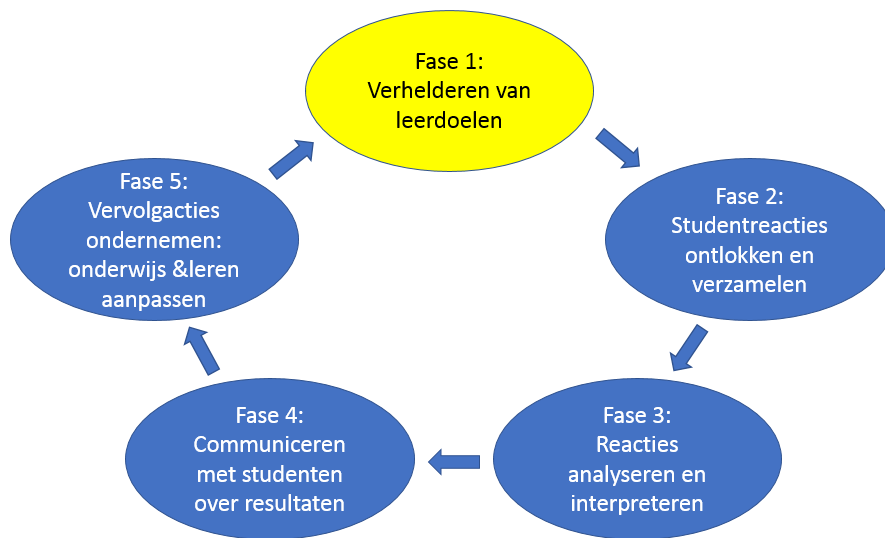 Fase 1:
Verhelderen van
leerdoelen
Fase 2:
Studentreacties
ontlokken en
verzamelen
Fase 3:
Reacties
analyseren en
interpreteren
Fase 4:
Communiceren
met studenten
over resultaten
Fase 5:
Vervolgacties
ondernemen:
onderwijs &leren
aanpassen